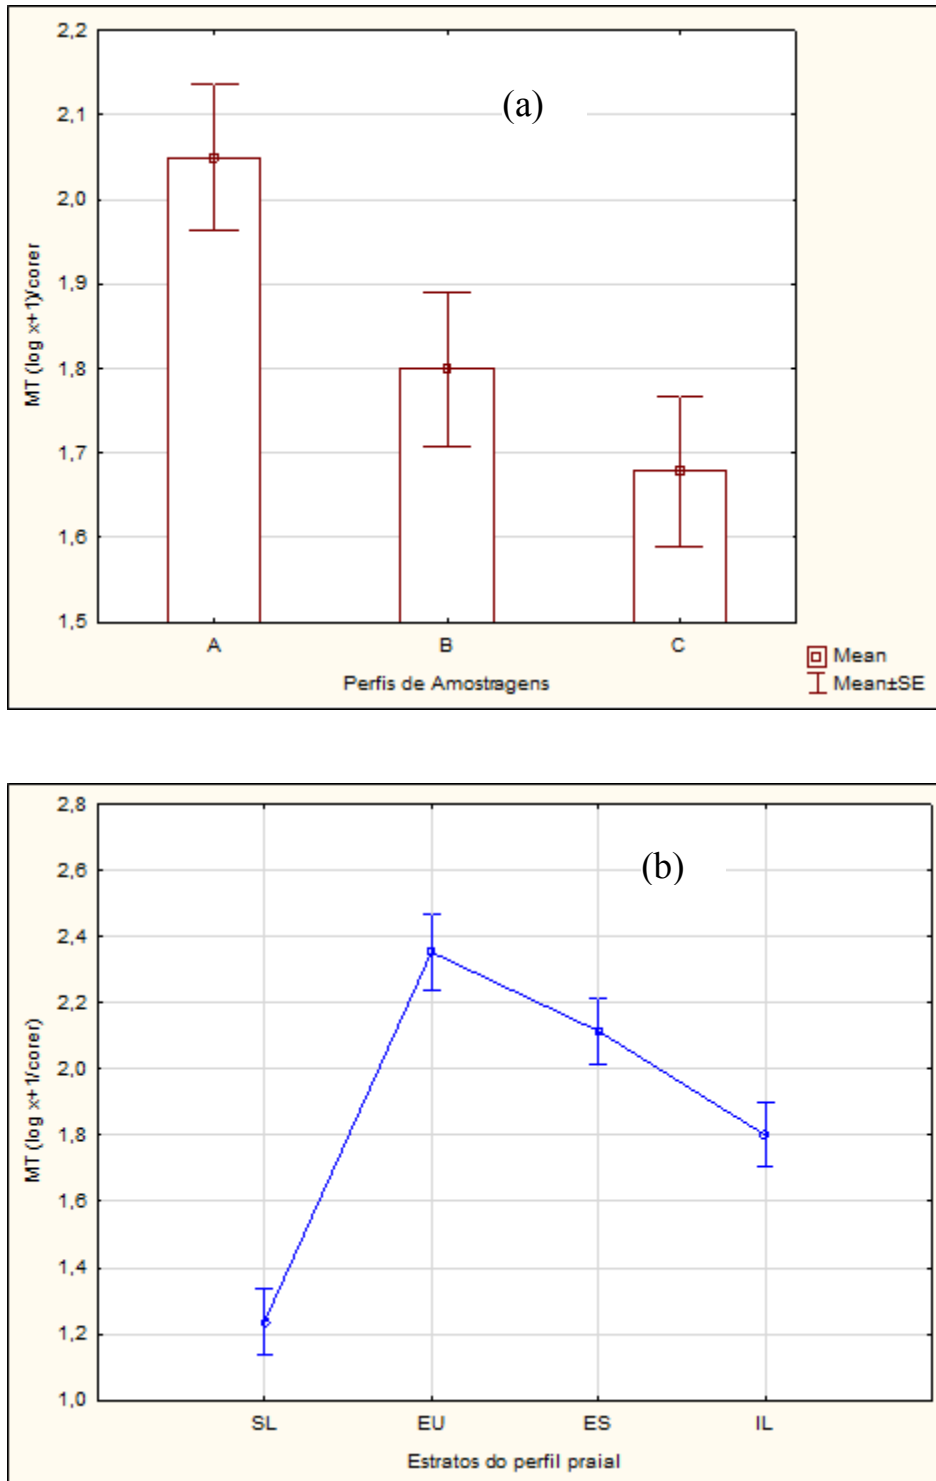 2,2
2,1
2,0
1,9
1,8
1,7
1,6
1,5
MT (log x+1)/corer
(a)
A B C
Perfis de Amostragens
Mean
Mean±SE
2,8
2,6
2,4
2,2
2,0
1,8
1,6
1,4
1,2
1,0
MT (log x+1/corer)
(b)
SL EU ES IL
Estratos do perfil praial